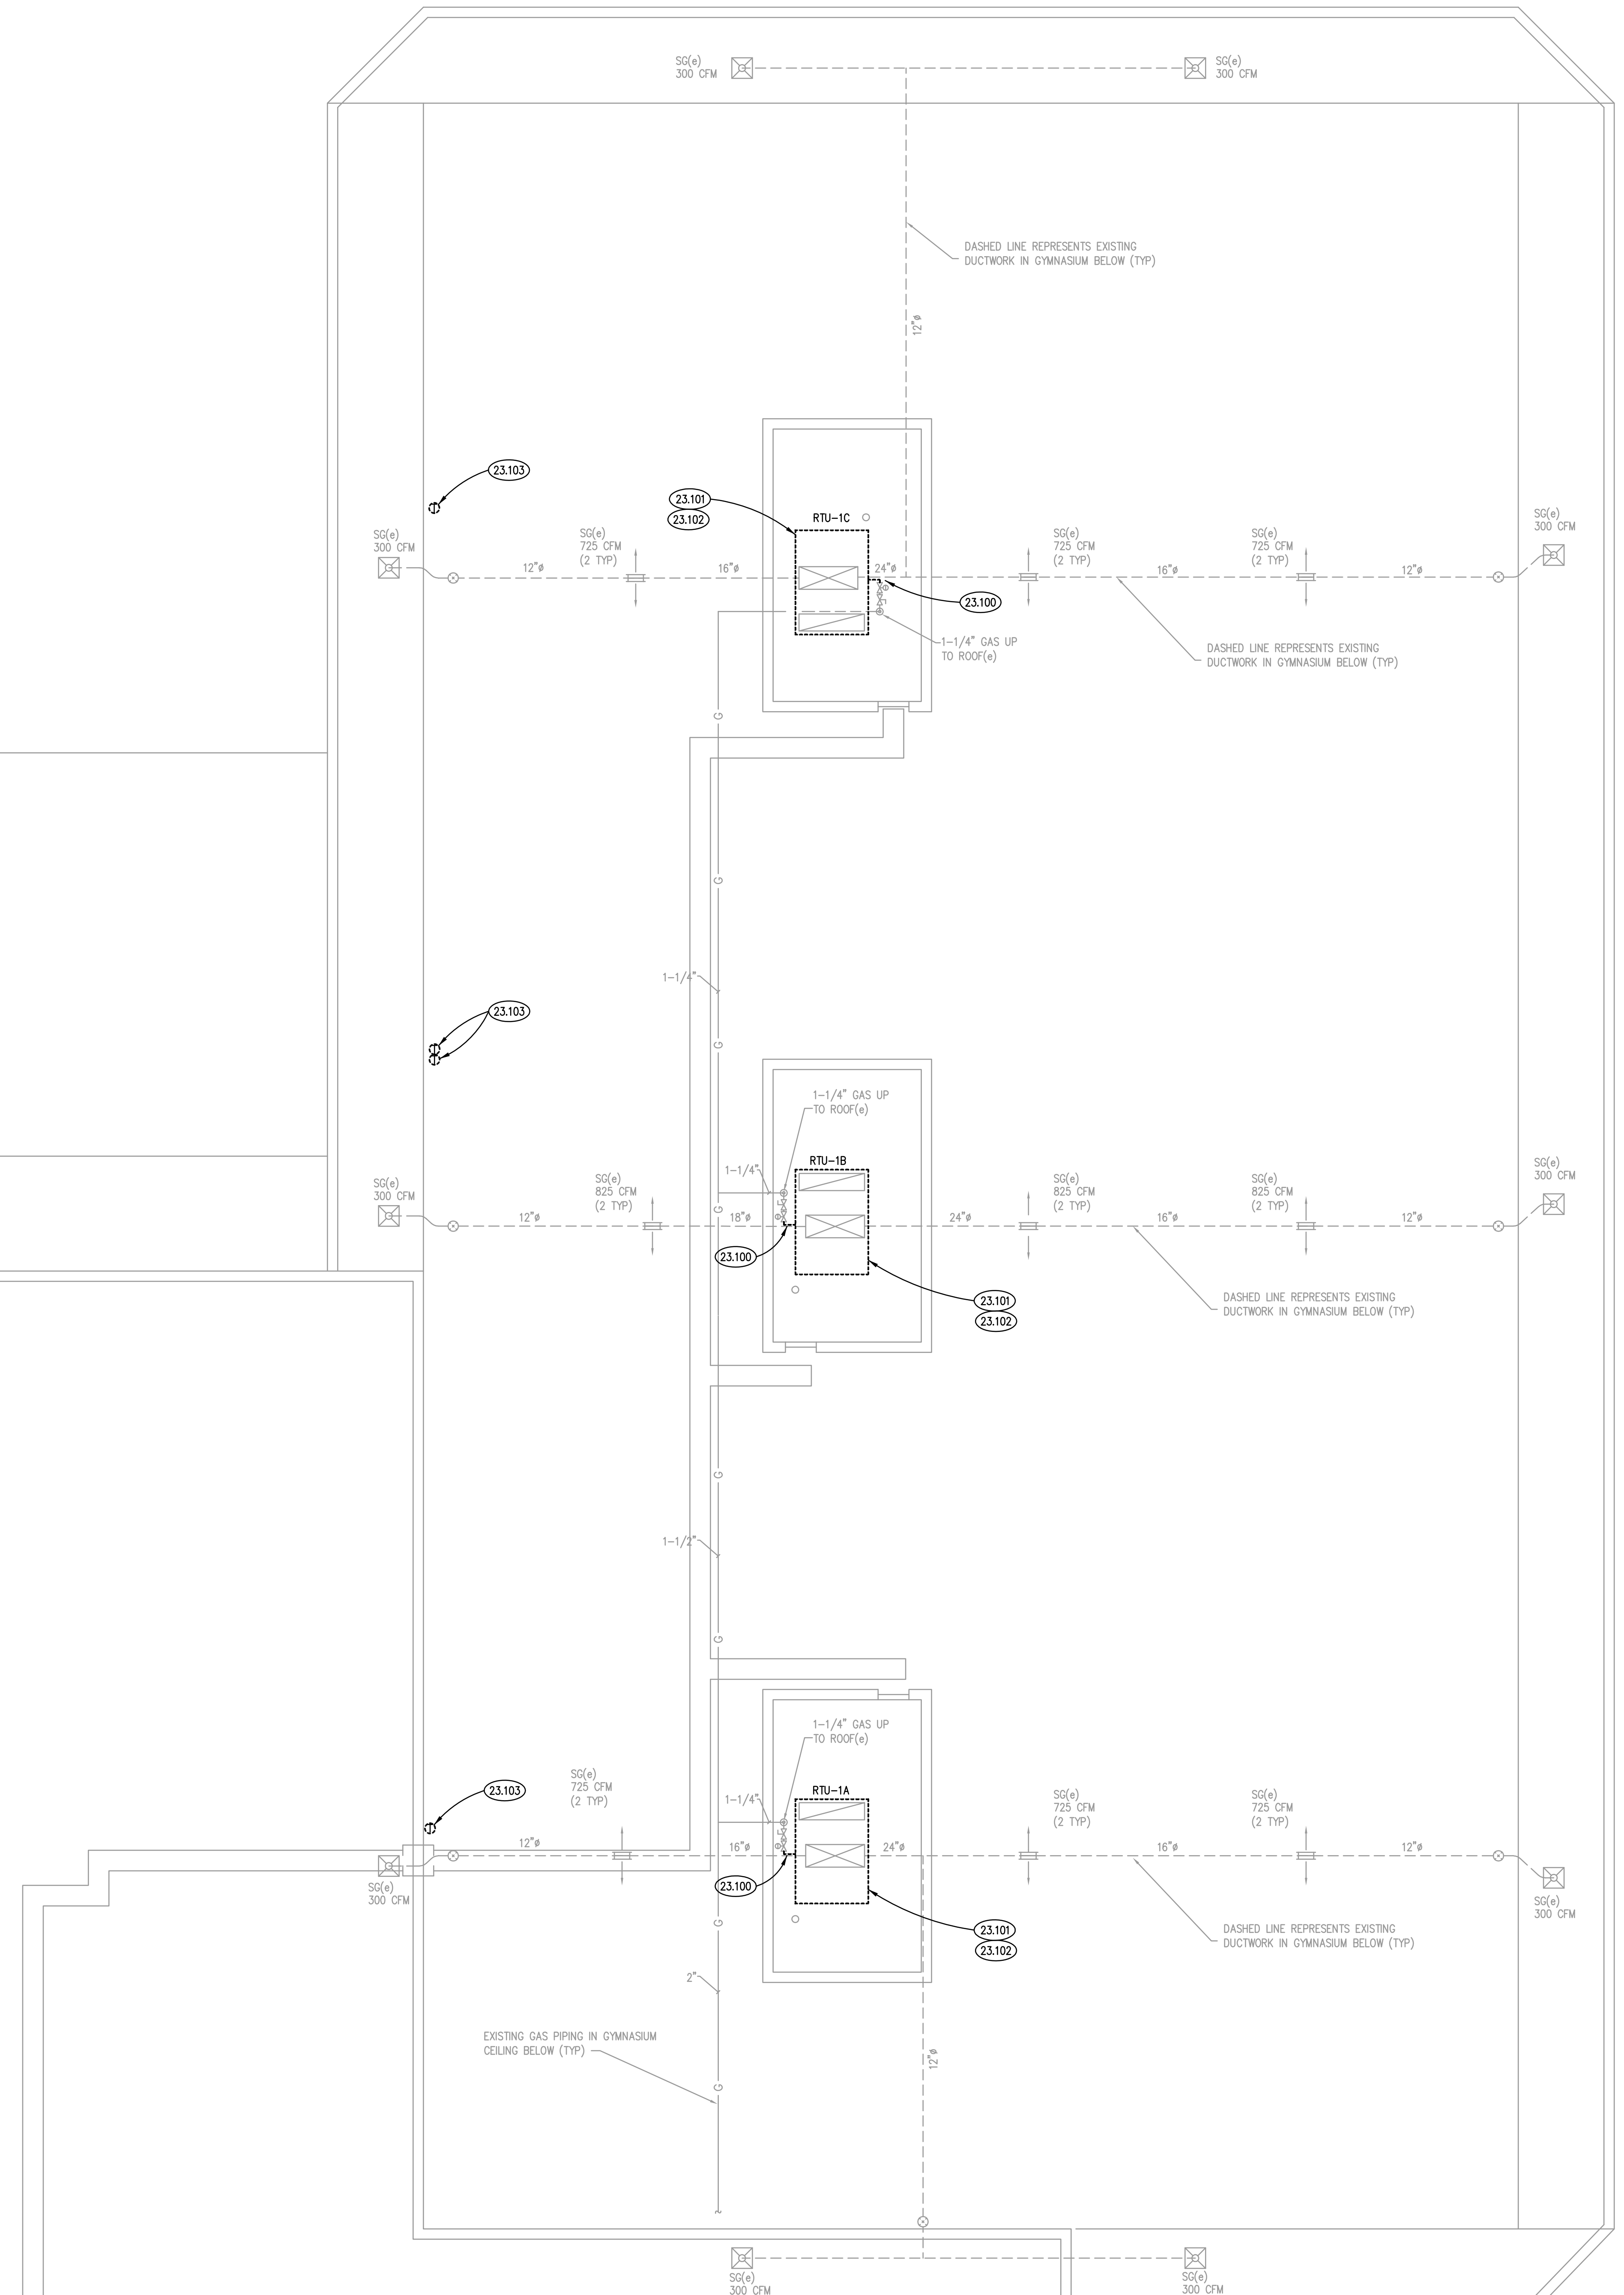 SG(e)
300 CFM
SG(e)
300 CFM
DASHED LINE REPRESENTS EXISTING
DUCTWORK IN GYMNASIUM BELOW (TYP)
12"ø
23.103
23.101
23.102
RTU-1C
SG(e)
300 CFM
SG(e)
725 CFM
(2 TYP)
SG(e)
725 CFM
(2 TYP)
SG(e)
725 CFM
(2 TYP)
SG(e)
300 CFM
12"ø
16"ø
24"ø
16"ø
12"ø
23.100
1-1/4" GAS UP
TO ROOF(e)
DASHED LINE REPRESENTS EXISTING
DUCTWORK IN GYMNASIUM BELOW (TYP)
G
G
1-1/4"
23.103
G
1-1/4" GAS UP
TO ROOF(e)
RTU-1B
1-1/4"
SG(e)
300 CFM
SG(e)
825 CFM
(2 TYP)
SG(e)
825 CFM
(2 TYP)
SG(e)
825 CFM
(2 TYP)
SG(e)
300 CFM
G
12"ø
18"ø
24"ø
16"ø
12"ø
23.100
23.101
23.102
DASHED LINE REPRESENTS EXISTING
DUCTWORK IN GYMNASIUM BELOW (TYP)
G
1-1/2"
G
1-1/4" GAS UP
TO ROOF(e)
RTU-1A
23.103
SG(e)
725 CFM
(2 TYP)
1-1/4"
SG(e)
725 CFM
(2 TYP)
SG(e)
725 CFM
(2 TYP)
12"ø
16"ø
24"ø
16"ø
12"ø
SG(e)
300 CFM
23.100
SG(e)
300 CFM
G
23.101
23.102
DASHED LINE REPRESENTS EXISTING
DUCTWORK IN GYMNASIUM BELOW (TYP)
2"
EXISTING GAS PIPING IN GYMNASIUM
CEILING BELOW (TYP)
12"ø
G
SG(e)
300 CFM
SG(e)
300 CFM